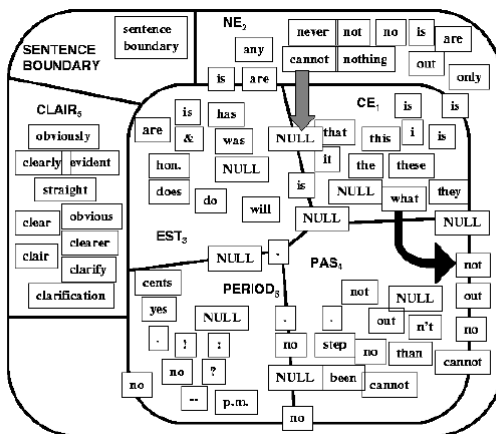 sentence
boundary
SENTENCE
BOUNDARY
NE2
never not no is are
any
cannot nothing
out
only
is are
CLAIR5
obviously
clearly evident
straight
clear obvious
clearer
clair
clarify
clarification
CE1
is has
are & was
hon. NULL
does do will
EST3
NULL that this i is
is is
it the these
is NULL what they
NULL NULL
NULL .
PAS4
PERIOD6
cents
yes
NULL
. ! :
no ?
no -- p.m.
not NULL
. . out n't
no step no than
NULL been cannot
no
not
out
no
cannot